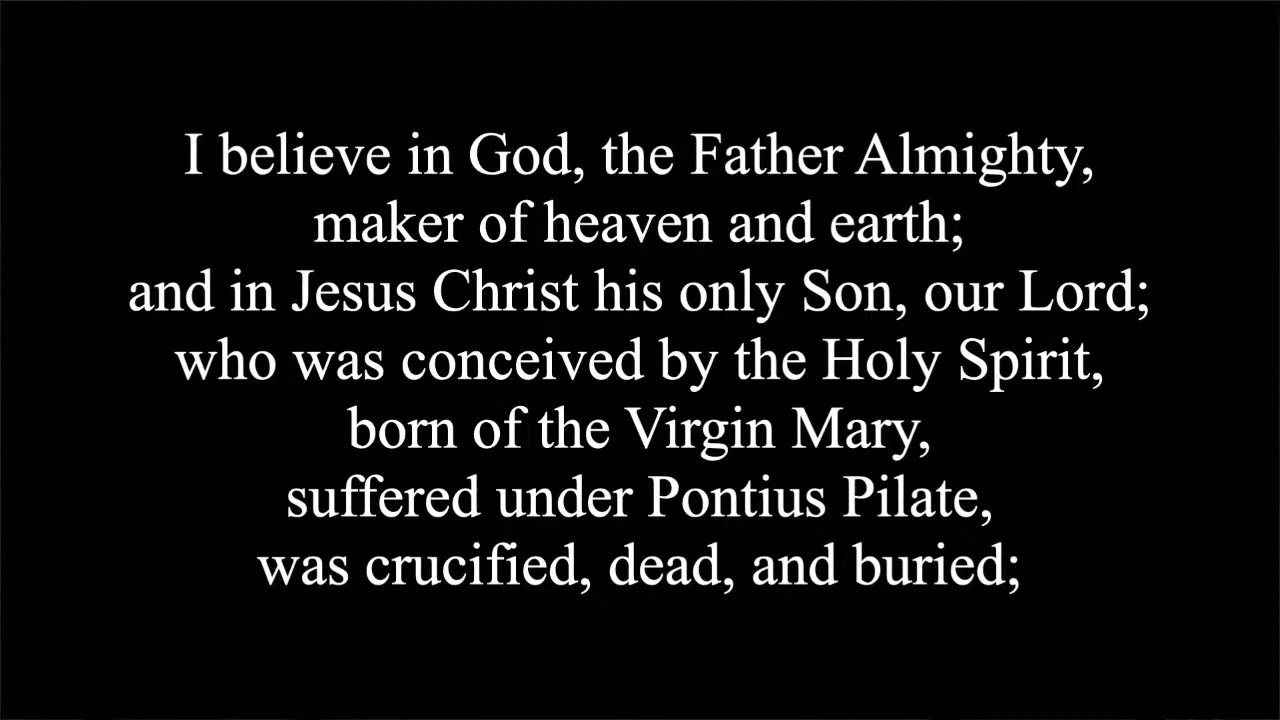 I believe in God, the Father Almighty,
maker of heaven and earth;
and in Jesus Christ his only Son, our Lord;
who was conceived by the Holy Spirit,
born of the Virgin Mary,
suffered under Pontius Pilate,
was crucified, dead, and buried;